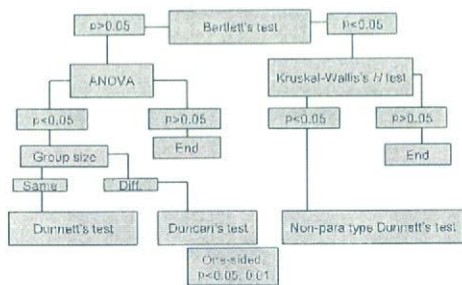 p>0.05
Bartlett's test
p<0.05
ANOVA
Kruskal-Wallis's H test
p<0.05
p>0.05
p<0.05
p>0.05
Group size
End
End
Same
Diff.
Dunnett's test
Duncan's test
Non-para type Dunnett's test
One-sided,
p<0.05, 0.01